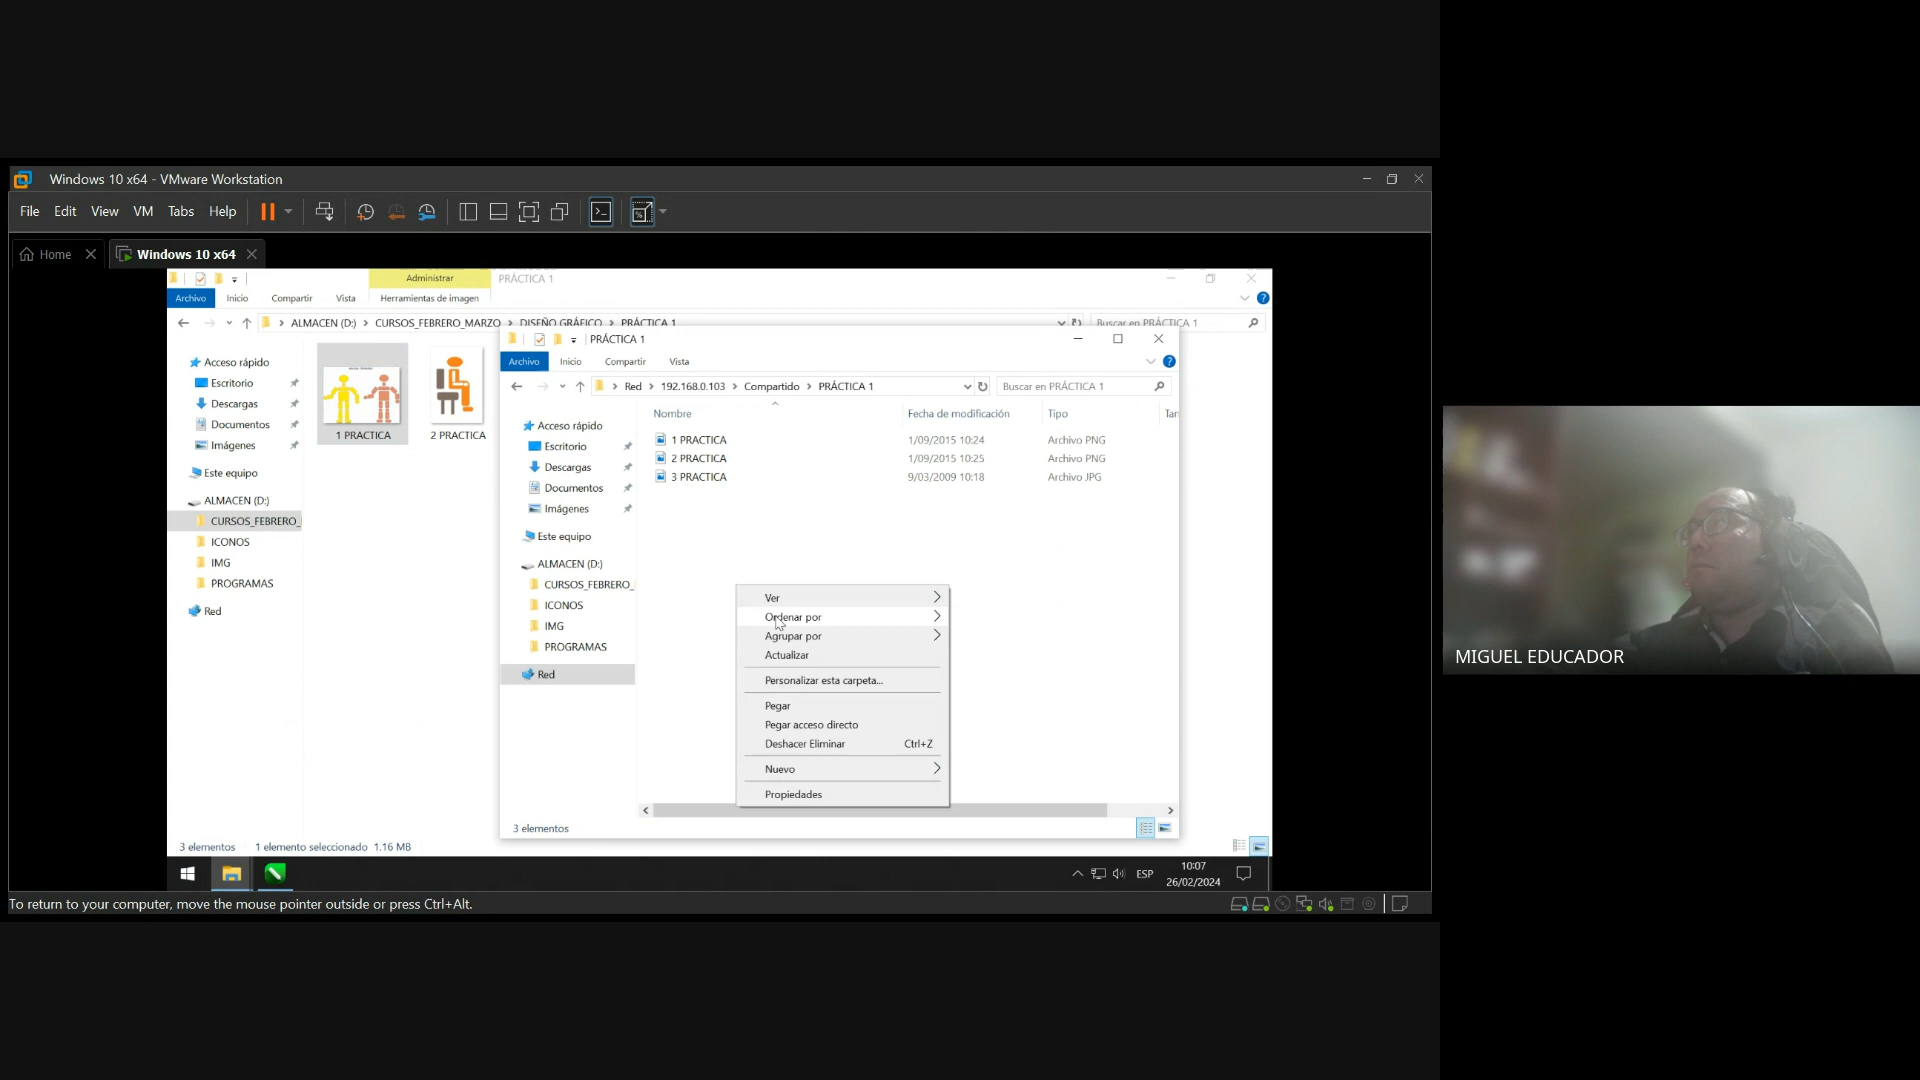 Windows 10 x64 - VMware Workstation
File Edit View VM Tabs Help
Home
Windows 10 x64
Administrar
PRÁCTICA 1
Archivo
Inicio
Compartir
Vista
Herramientas de imagen
ALMACEN (D:) > CURSOS_FEBRERO_MARZO > DISEÑO GRÁFICO > PRÁCTICA 1
Buscar en PRÁCTICA 1
Acceso rápido
Escritorio
Descargas
Documentos
Imágenes
Este equipo
ALMACEN (D:)
CURSOS_FEBRERO_
ICONOS
IMG
PROGRAMAS
Red
1 PRACTICA
2 PRACTICA
3 elementos
1 elemento seleccionado 1.16 MB
PRÁCTICA 1
Archivo
Inicio
Compartir
Vista
Red > 192.168.0.103 > Compartido > PRÁCTICA 1
Buscar en PRÁCTICA 1
Acceso rápido
Escritorio
Descargas
Documentos
Imágenes
Este equipo
ALMACEN (D:)
CURSOS_FEBRERO_
ICONOS
IMG
PROGRAMAS
Red
Nombre Fecha de modificación Tipo Tar
1 PRACTICA 1/09/2015 10:24 Archivo PNG
2 PRACTICA 1/09/2015 10:25 Archivo PNG
3 PRACTICA 9/03/2009 10:18 Archivo JPG
Ver
Ordenar por
Agrupar por
Actualizar
Personalizar esta carpeta...
Pegar
Pegar acceso directo
Deshacer Eliminar Ctrl+Z
Nuevo
Propiedades
3 elementos
ESP
10:07
26/02/2024
To return to your computer, move the mouse pointer outside or press Ctrl+Alt.
MIGUEL EDUCADOR